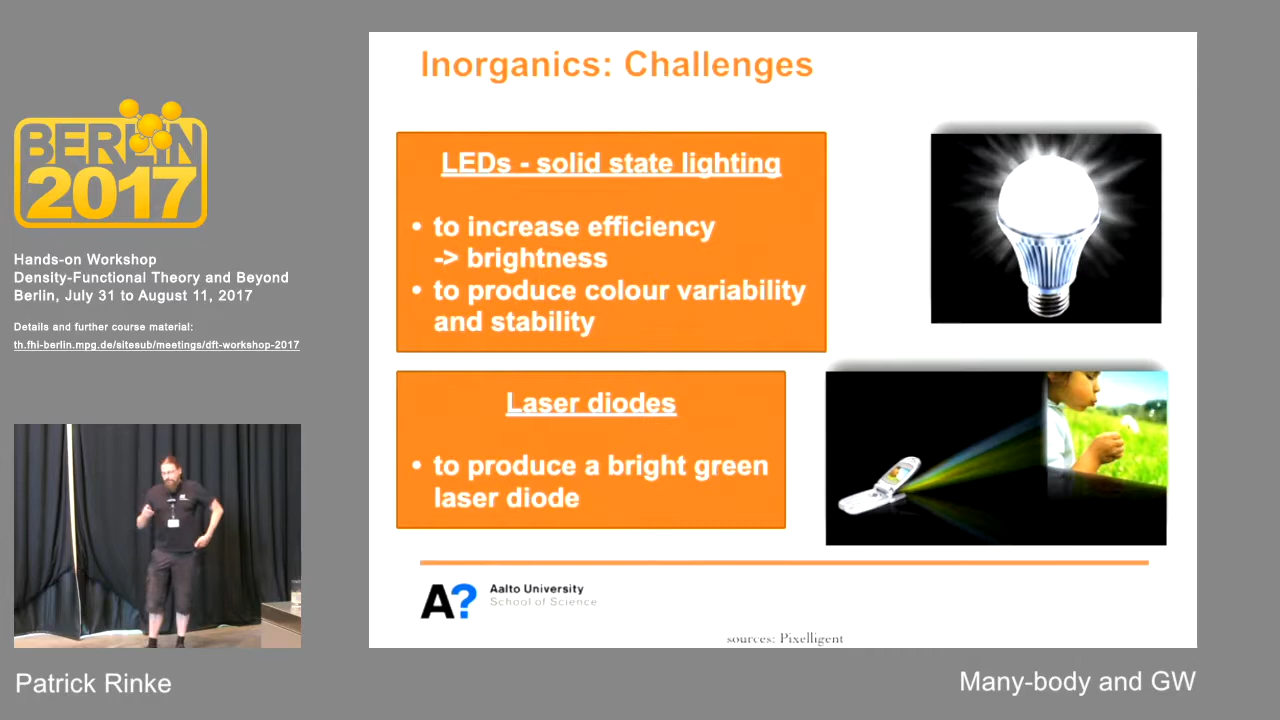 BERLIN
2017
Hands-on Workshop
Density-Functional Theory and Beyond
Berlin, July 31 to August 11, 2017
Details and further course material:
th.fhi-berlin.mpg.de/sitesub/meetings/dft-workshop-2017
Inorganics: Challenges
LEDs - solid state lighting
• to increase efficiency
-> brightness
• to produce colour variability
and stability
Laser diodes
• to produce a bright green
laser diode
A?
Aalto University
School of Science
sources: Pixelligent
Patrick Rinke
Many-body and GW